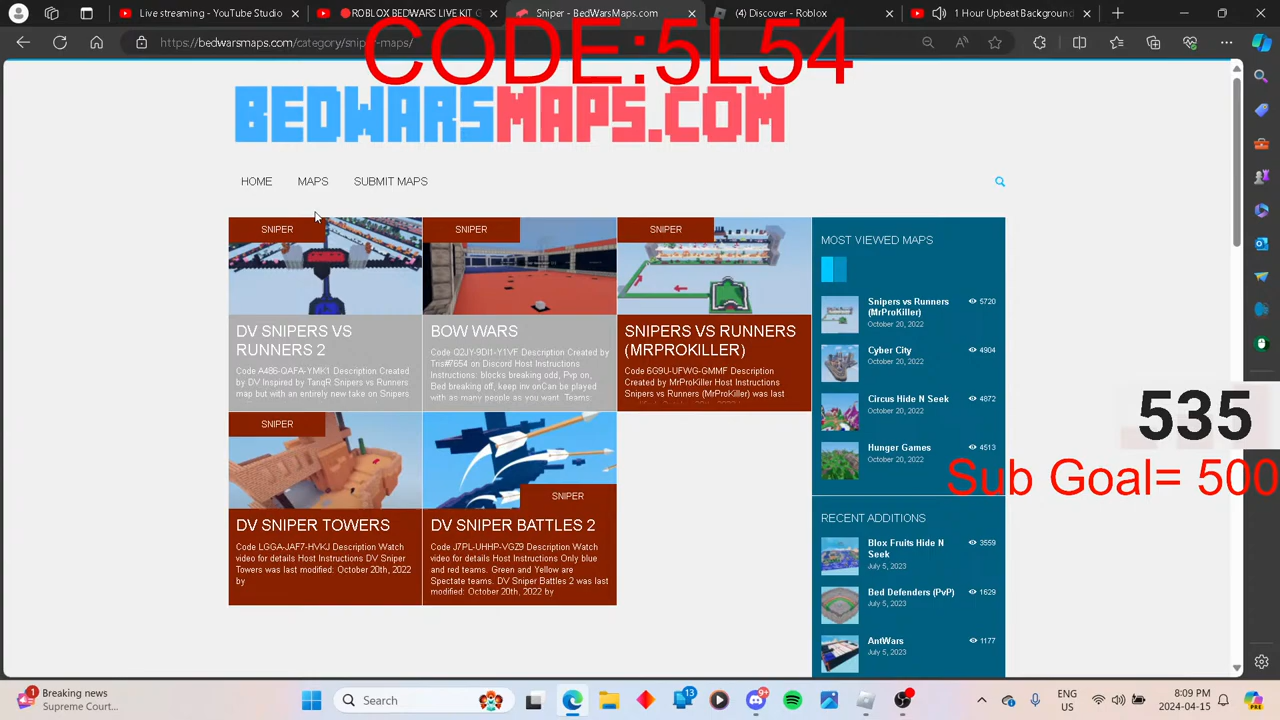 Live streaming - YouTube Studio
ROBLOX BEDWARS LIVE KIT G
Sniper - BedWarsMaps.com
(4) Discover - Roblox
1 Hour Upbeat Background
https://bedwarsmaps.com/category/sniper-maps/
CODE:5L54
BEDWARSMAPS.COM
HOME
MAPS
SUBMIT MAPS
SNIPER
DV SNIPERS VS
RUNNERS 2
Code A486-QAFA-YMK1 Description Created
by DV Inspired by TanqR Snipers vs Runners
map but with an entirely new take on Snipers
SNIPER
BOW WARS
Code Q2JY-9DI1-Y1VF Description Created by
Tris#7654 on Discord Host Instructions
Instructions: blocks breaking odd, Pvp on,
Bed breaking off, keep inv onCan be played
with as many people as you want. Teams
SNIPER
SNIPERS VS RUNNERS
(MRPROKILLER)
Code 6G9U-UFWG-GMMF Description
Created by MrProKiller Host Instructions
Snipers vs Runners (MrProKiller) was last
SNIPER
DV SNIPER TOWERS
Code LGGA-JAF7-HVKJ Description Watch
video for details Host Instructions DV Sniper
Towers was last modified: October 20th, 2022
by
SNIPER
DV SNIPER BATTLES 2
Code J7PL-UHHP-VGZ9 Description Watch
video for details Host Instructions Only blue
and red teams. Green and Yellow are
Spectate teams. DV Sniper Battles 2 was last
modified: October 20th, 2022 by
MOST VIEWED MAPS
Snipers vs Runners 5720
(MrProKiller)
October 20, 2022
Cyber City 4904
October 20, 2022
Circus Hide N Seek 4872
October 20, 2022
Hunger Games 4513
October 20, 2022
RECENT ADDITIONS
Blox Fruits Hide N 3559
Seek
July 5, 2023
Bed Defenders (PvP) 1629
July 5, 2023
AntWars 1177
July 5, 2023
535
Sub Goal= 500
1
Breaking news
Supreme Court...
Search
13
9+
ENG
US
8:03 PM
2024-04-15